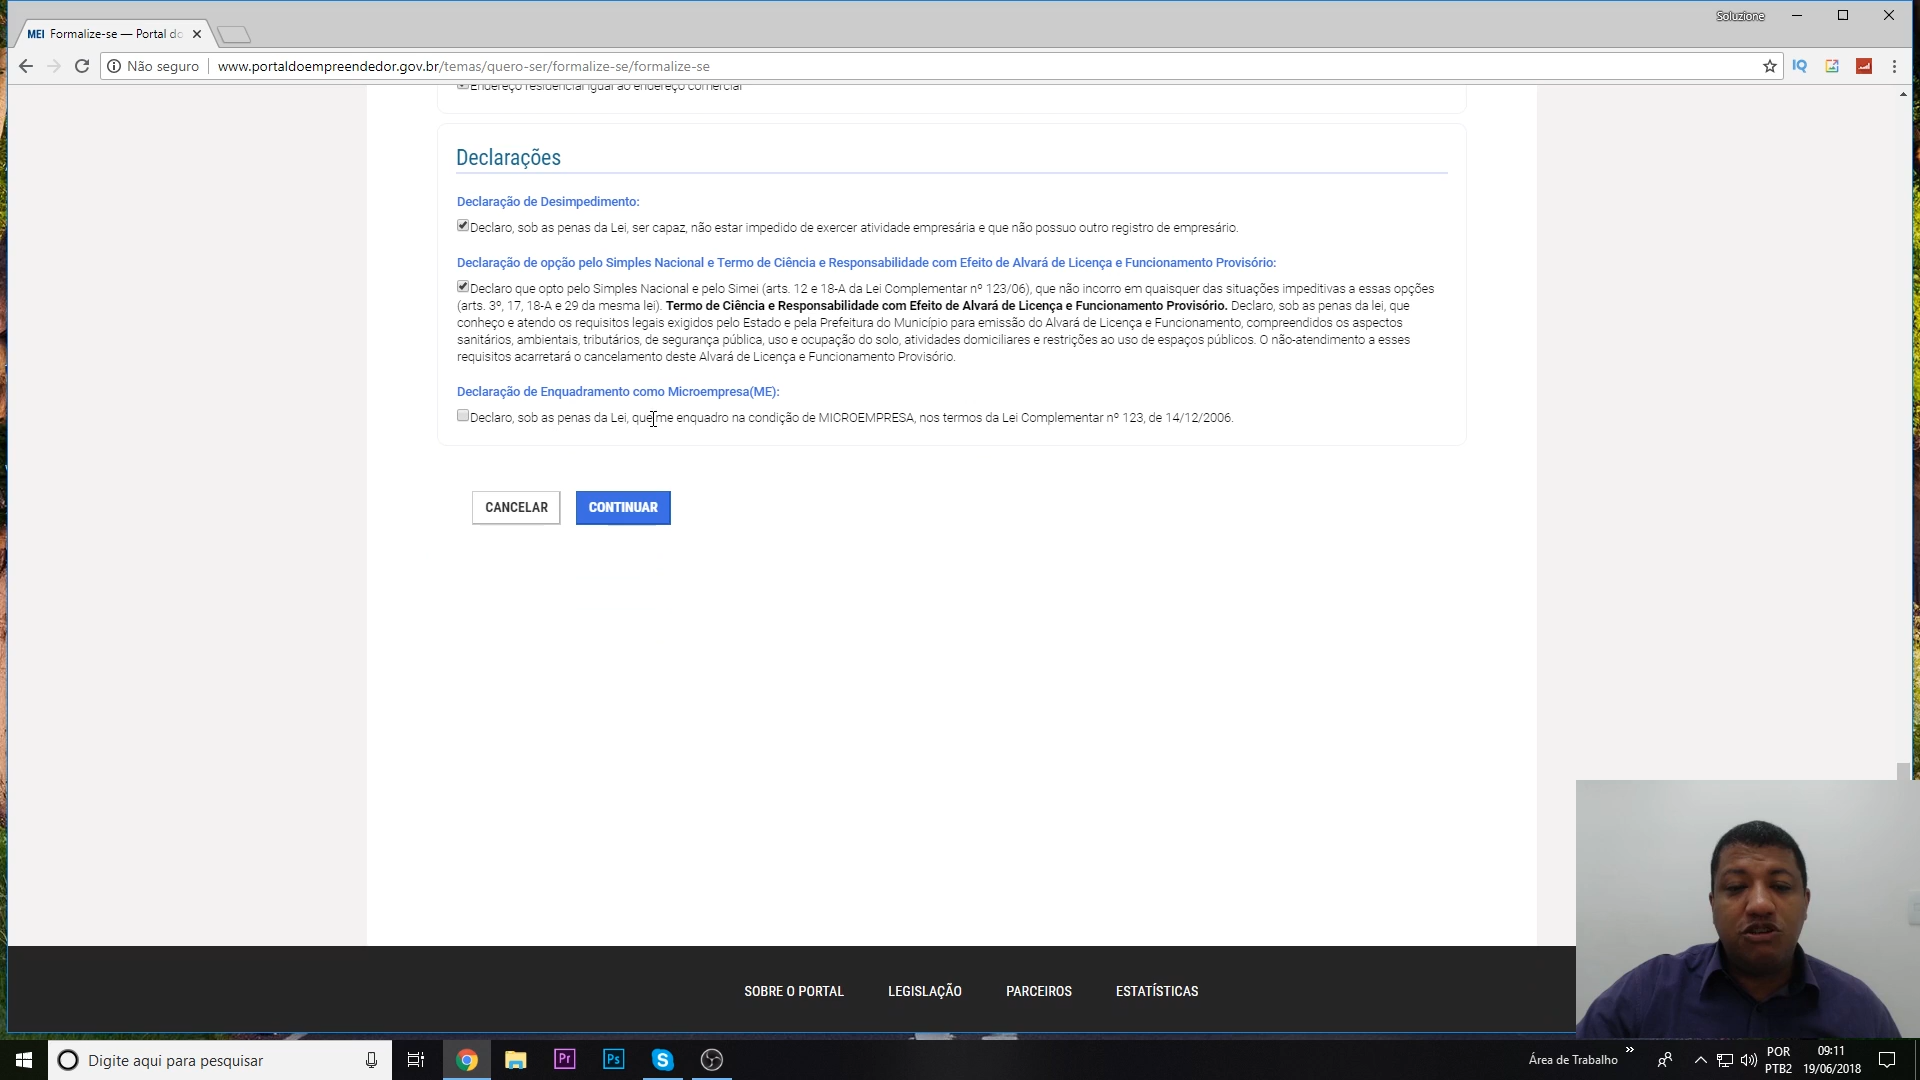 Soluzione
MEI Formalize-se — Portal do
Não seguro
www.portaldoempreendedor.gov.br/temas/quero-ser/formalize-se/formalize-se
IQ
Endereço residencial igual ao endereço comercial
Declarações
Declaração de Desimpedimento:
Declaro, sob as penas da Lei, ser capaz, não estar impedido de exercer atividade empresária e que não possuo outro registro de empresário.
Declaração de opção pelo Simples Nacional e Termo de Ciência e Responsabilidade com Efeito de Alvará de Licença e Funcionamento Provisório:
Declaro que opto pelo Simples Nacional e pelo Simei (arts. 12 e 18-A da Lei Complementar nº 123/06), que não incorro em quaisquer das situações impeditivas a essas opções
(arts. 3º, 17, 18-A e 29 da mesma lei). Termo de Ciência e Responsabilidade com Efeito de Alvará de Licença e Funcionamento Provisório. Declaro, sob as penas da lei, que
conheço e atendo os requisitos legais exigidos pelo Estado e pela Prefeitura do Município para emissão do Alvará de Licença e Funcionamento, compreendidos os aspectos
sanitários, ambientais, tributários, de segurança pública, uso e ocupação do solo, atividades domiciliares e restrições ao uso de espaços públicos. O não-atendimento a esses
requisitos acarretará o cancelamento deste Alvará de Licença e Funcionamento Provisório.
Declaração de Enquadramento como Microempresa(ME):
Declaro, sob as penas da Lei, que me enquadro na condição de MICROEMPRESA, nos termos da Lei Complementar nº 123, de 14/12/2006.
CANCELAR
CONTINUAR
SOBRE O PORTAL
LEGISLAÇÃO
PARCEIROS
ESTATÍSTICAS
Digite aqui para pesquisar
Pr
Ps
S
Área de Trabalho
POR
PTB2
09:11
19/06/2018